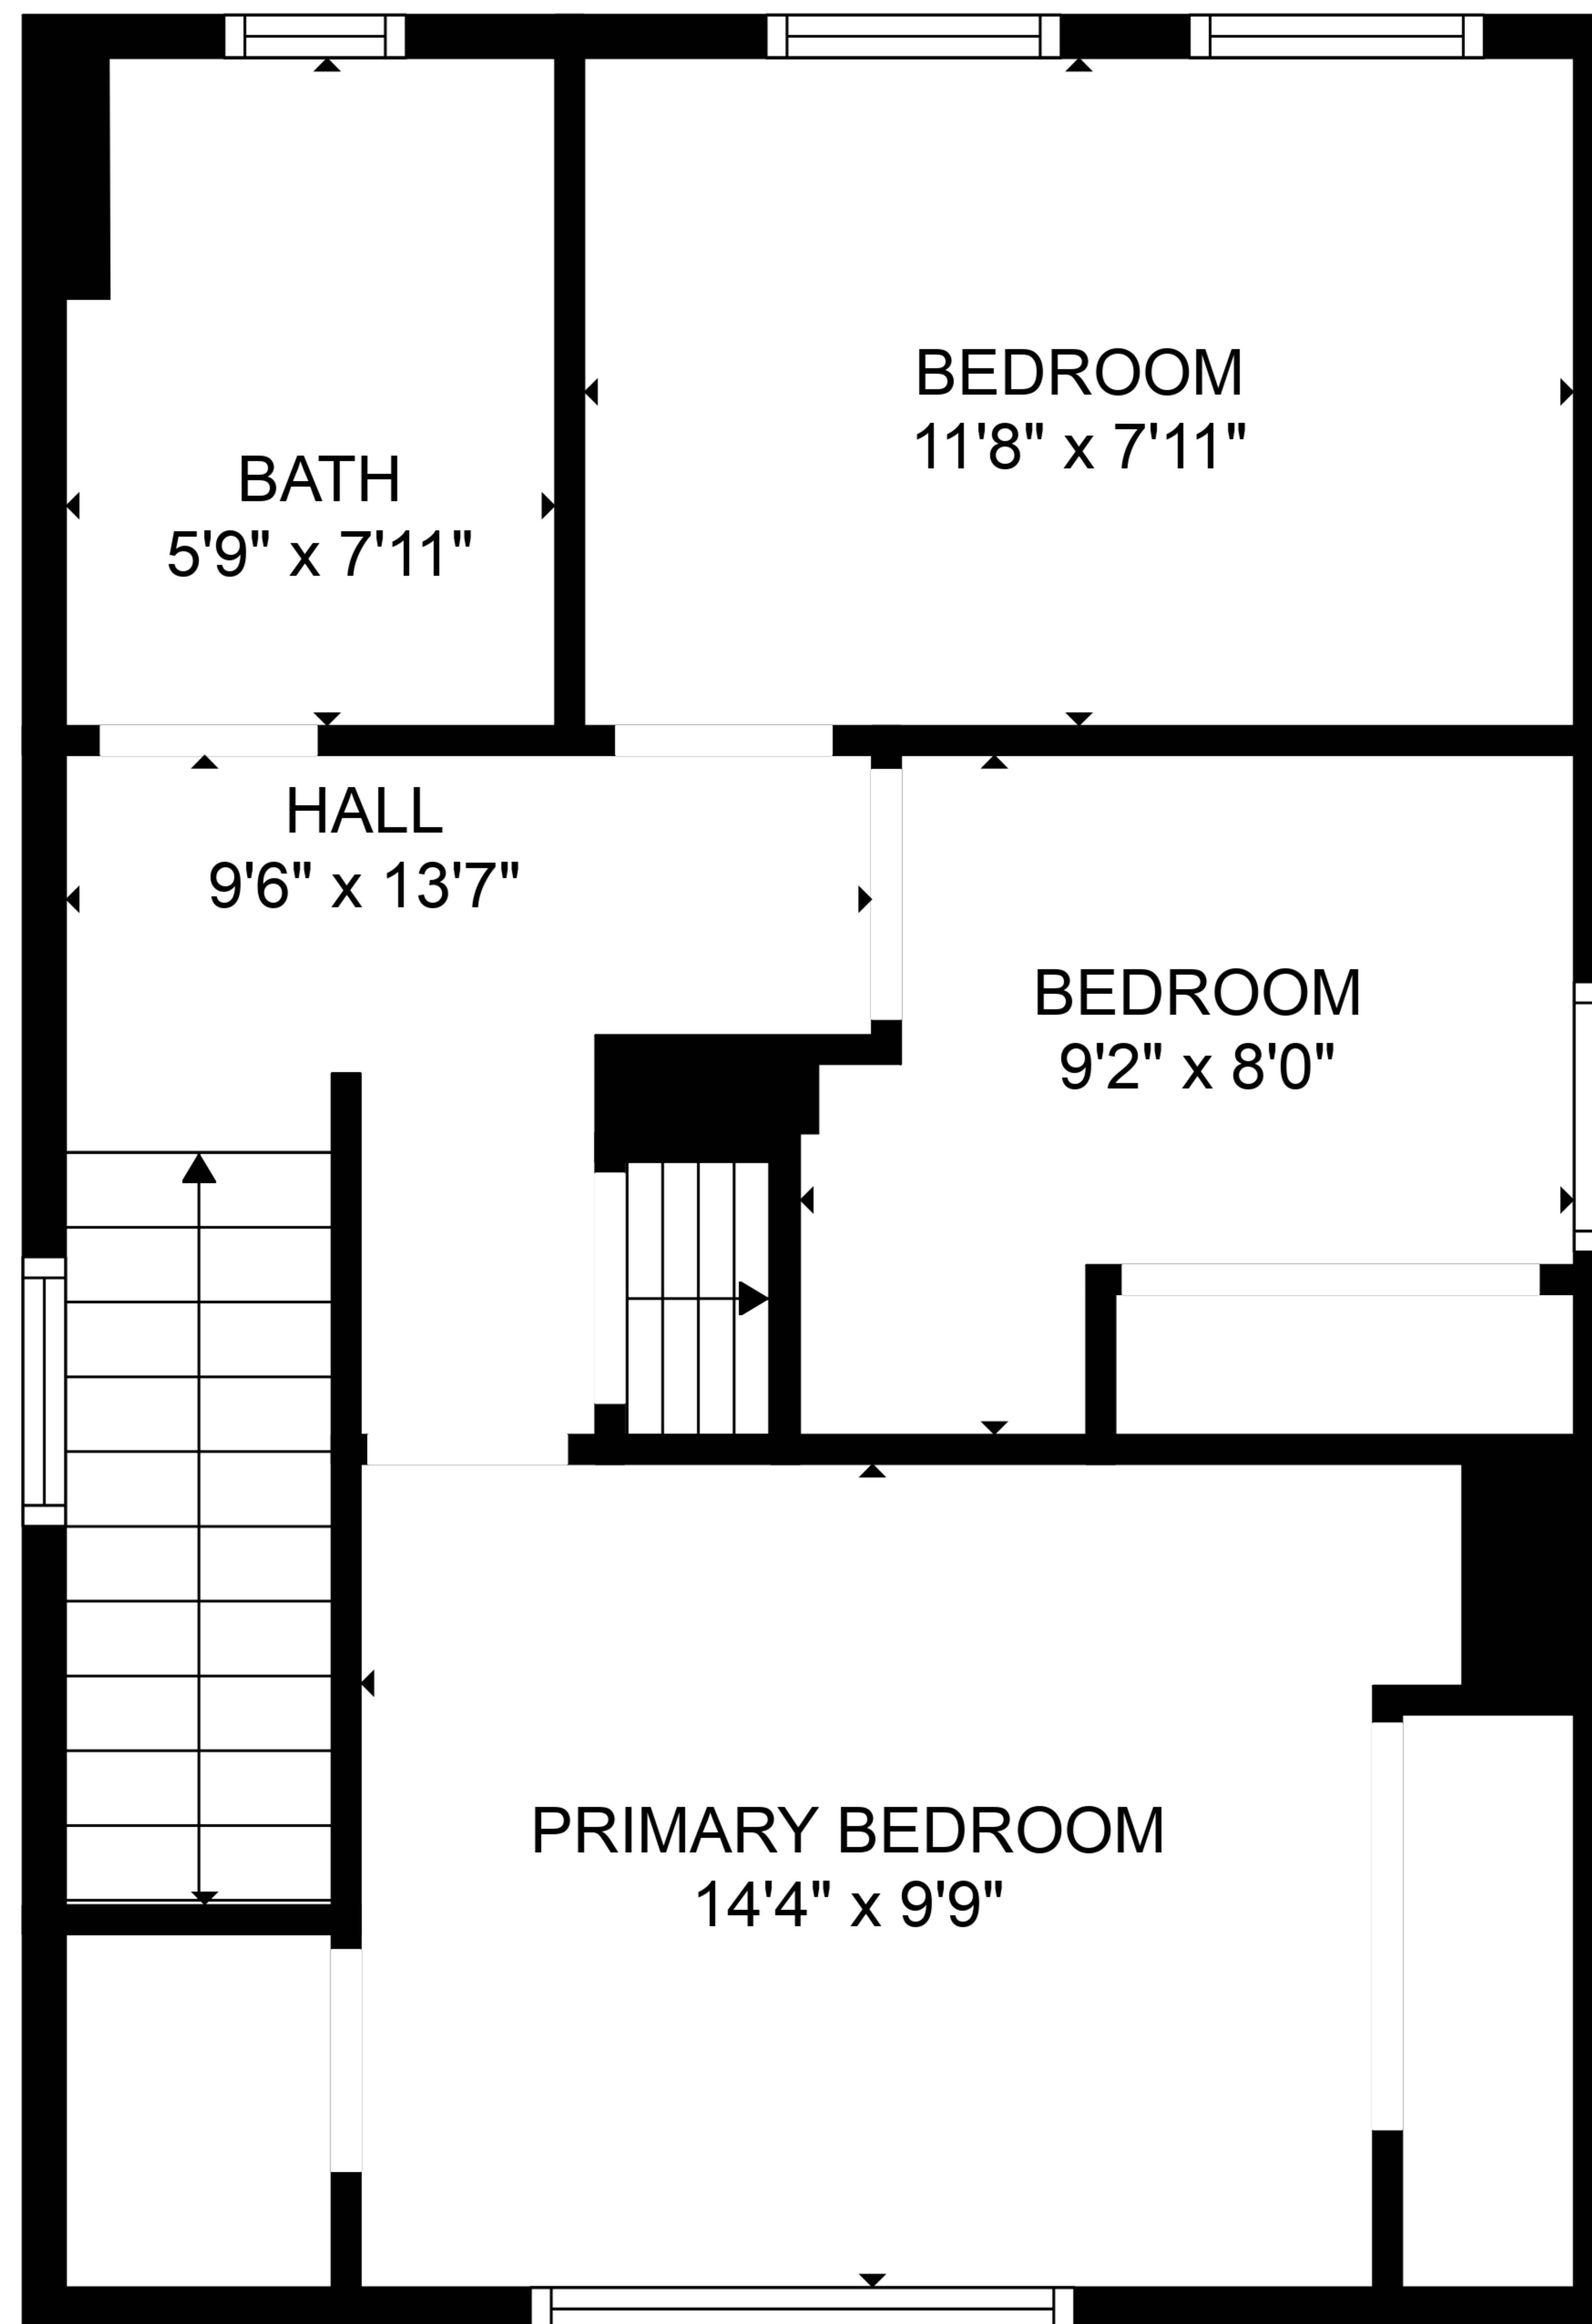 BEDROOM
11'8" x 7'11"
BATH
5'9" x 7'11"
HALL
9'6" x 13'7"
BEDROOM
9'2" x 8'0"
PRIMARY BEDROOM
14'4" x 9'9"